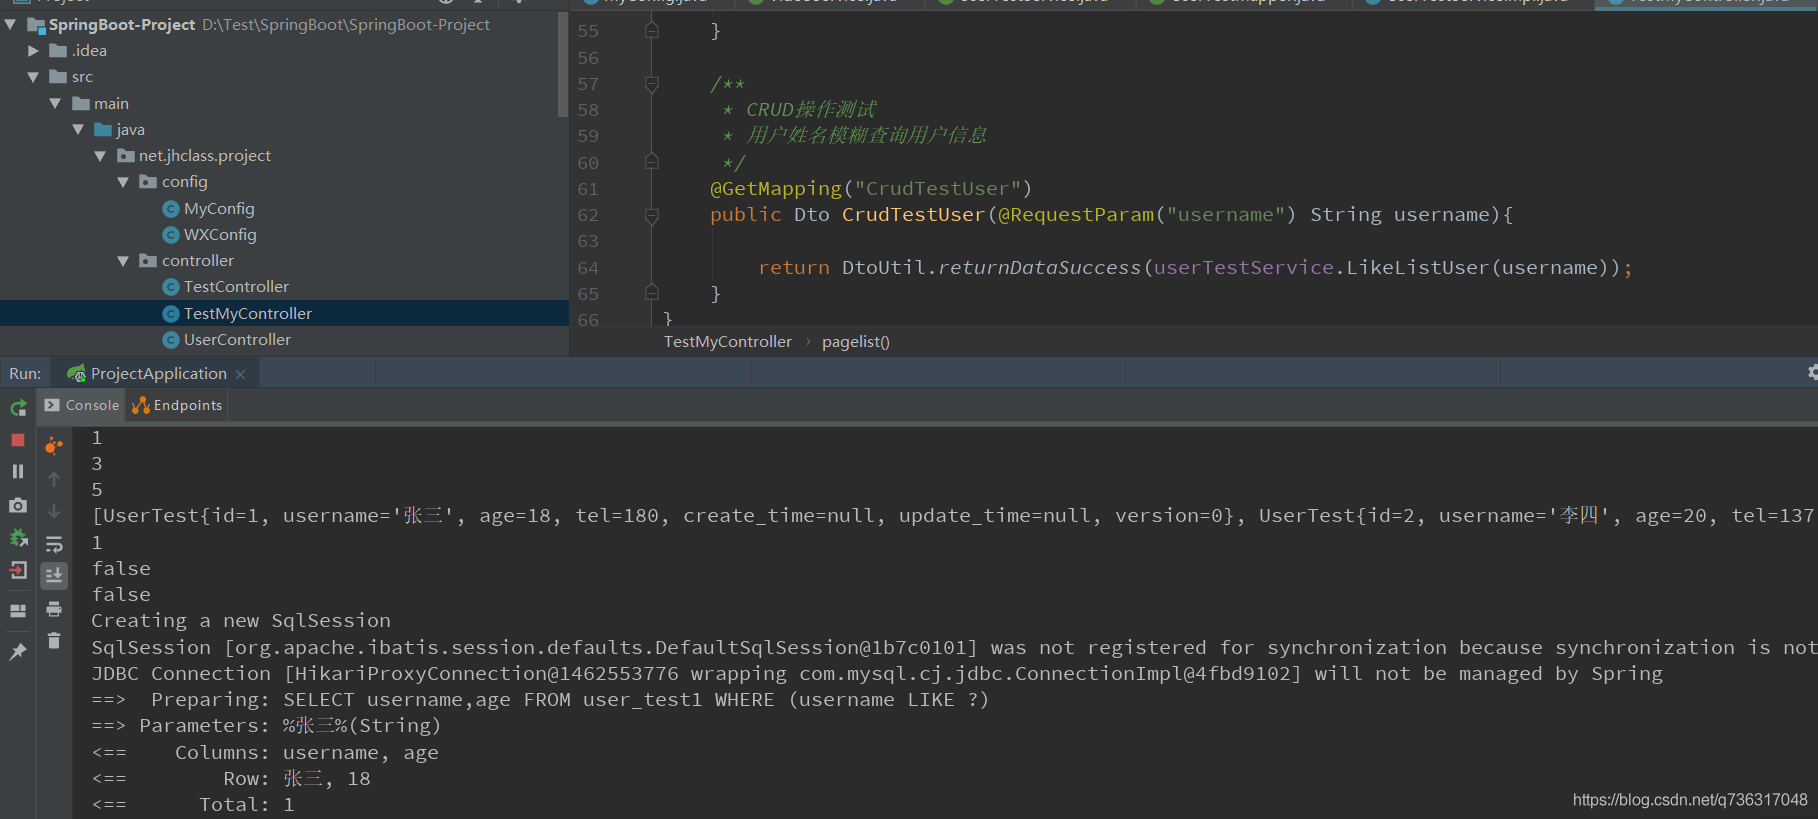 SpringBoot-Project D:\Test\SpringBoot\SpringBoot-Project
.idea
src
main
java
net.jhclass.project
config
MyConfig
WXConfig
controller
TestController
TestMyController
UserController
55 }
56
57 /**
58 * CRUD操作测试
59 * 用户姓名模糊查询用户信息
60 */
61 @GetMapping("CrudTestUser")
62 public Dto CrudTestUser(@RequestParam("username") String username){
63
64 return DtoUtil.returnDataSuccess(userTestService.LikeListUser(username));
65 }
66 }
TestMyController › pagelist()
Run: ProjectApplication ×
Console Endpoints
1
3
5
[UserTest{id=1, username='张三', age=18, tel=180, create_time=null, update_time=null, version=0}, UserTest{id=2, username='李四', age=20, tel=137
1
false
false
Creating a new SqlSession
SqlSession [org.apache.ibatis.session.defaults.DefaultSqlSession@1b7c0101] was not registered for synchronization because synchronization is not
JDBC Connection [HikariProxyConnection@1462553776 wrapping com.mysql.cj.jdbc.ConnectionImpl@4fbd9102] will not be managed by Spring
==>  Preparing: SELECT username,age FROM user_test1 WHERE (username LIKE ?)
==> Parameters: %张三%(String)
<==    Columns: username, age
<==        Row: 张三, 18
<==      Total: 1
https://blog.csdn.net/q736317048